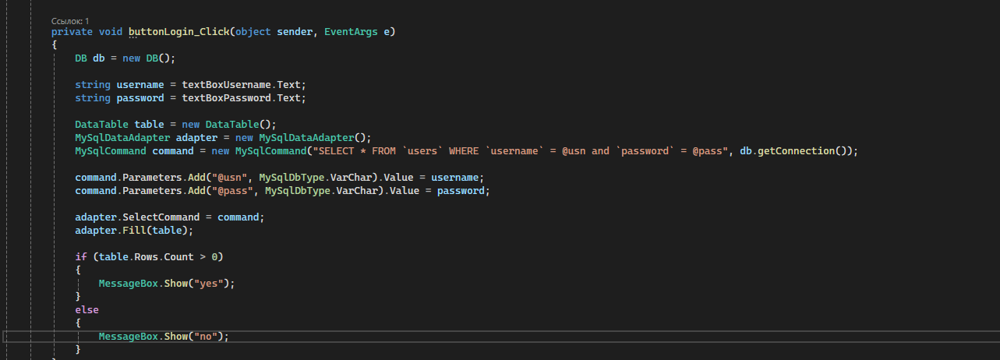 Ссылок: 1
private void buttonLogin_Click(object sender, EventArgs e)
{
DB db = new DB();
string username = textBoxUsername.Text;
string password = textBoxPassword.Text;
DataTable table = new DataTable();
MySqlDataAdapter adapter = new MySqlDataAdapter();
MySqlCommand command = new MySqlCommand("SELECT * FROM `users` WHERE `username` = @usn and `password` = @pass", db.getConnection());
command.Parameters.Add("@usn", MySqlDbType.VarChar).Value = username;
command.Parameters.Add("@pass", MySqlDbType.VarChar).Value = password;
adapter.SelectCommand = command;
adapter.Fill(table);
if (table.Rows.Count > 0)
{
MessageBox.Show("yes");
}
else
{
MessageBox.Show("no");
}